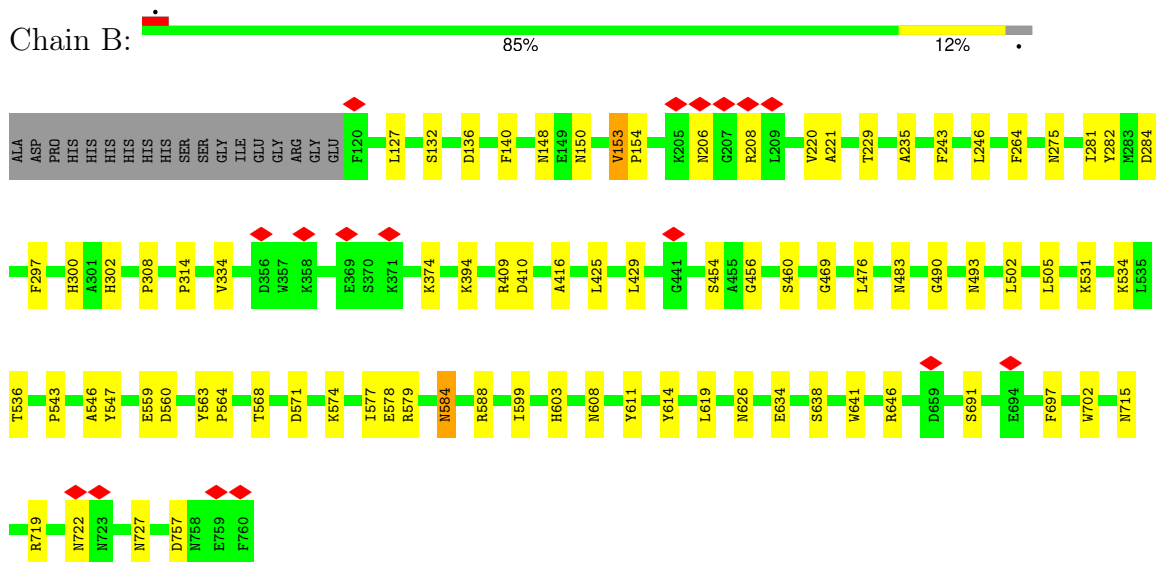 Chain B:
85%
12%
ALA ASP PRO HIS HIS HIS HIS HIS HIS SER SER GLY ILE GLU GLY ARG GLY GLU F120 L127 S132 D136 F140 N148 E149 N150 V153 P154 K205 N206 G207 R208 L209 V220 A221 T229 A235 F243 L246 F264 N275 I281 Y282 M283 D284
F297 H300 A301 H302 P308 P314 V334 D356 W357 K358 E369 S370 K371 K374 K394 R409 D410 A416 L425 L429 G441 S454 A455 G456 S460 G469 L476 N483 G490 N493 L502 L505 K531 K534 L535
T536 P543 A546 Y547 E559 D560 Y563 P564 T568 D571 K574 I577 E578 R579 N584 R588 I599 H603 N608 Y611 Y614 L619 N626 E634 S638 W641 R646 D659 S691 E694 F697 W702 N715
R719 N722 N723 N727 D757 N758 E759 F760